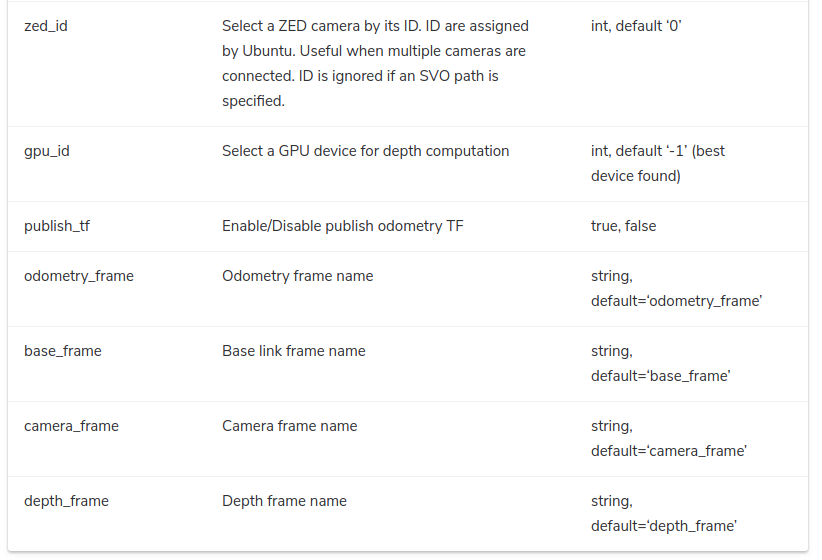 zed_id
Select a ZED camera by its ID. ID are assigned
by Ubuntu. Useful when multiple cameras are
connected. ID is ignored if an SVO path is
specified.
int, default ‘0’
gpu_id
Select a GPU device for depth computation
int, default ‘-1’ (best
device found)
publish_tf
Enable/Disable publish odometry TF
true, false
odometry_frame
Odometry frame name
string,
default=‘odometry_frame’
base_frame
Base link frame name
string,
default=‘base_frame’
camera_frame
Camera frame name
string,
default=‘camera_frame’
depth_frame
Depth frame name
string,
default=‘depth_frame’